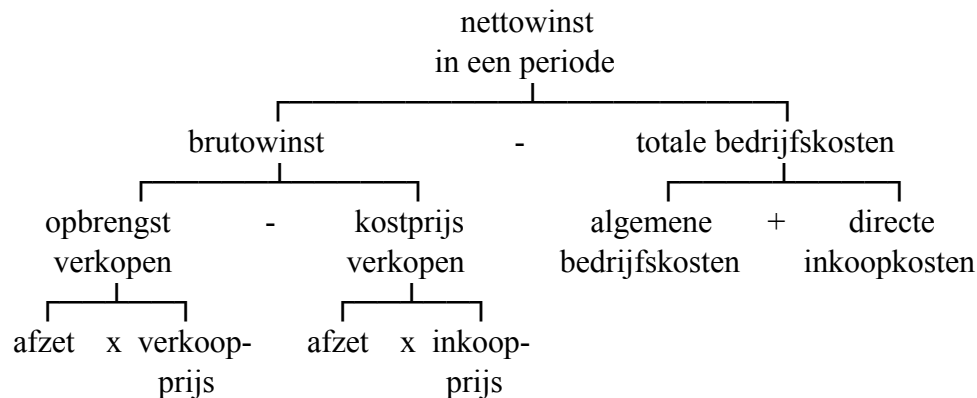 nettowinst
in een periode
brutowinst - totale bedrijfskosten
opbrengst - kostprijs algemene + directe
verkopen verkopen bedrijfskosten inkoopkosten
afzet x verkoop- afzet x inkoop-
prijs prijs